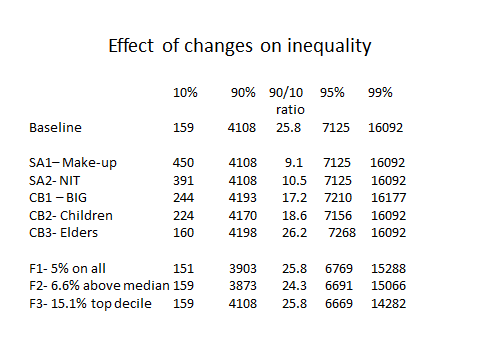 Effect of changes on inequality
10% 90% 90/10 95% 99%
ratio
Baseline 159 4108 25.8 7125 16092
SA1– Make-up 450 4108 9.1 7125 16092
SA2- NIT 391 4108 10.5 7125 16092
CB1 – BIG 244 4193 17.2 7210 16177
CB2- Children 224 4170 18.6 7156 16092
CB3- Elders 160 4198 26.2 7268 16092
F1- 5% on all 151 3903 25.8 6769 15288
F2- 6.6% above median 159 3873 24.3 6691 15066
F3- 15.1% top decile 159 4108 25.8 6669 14282